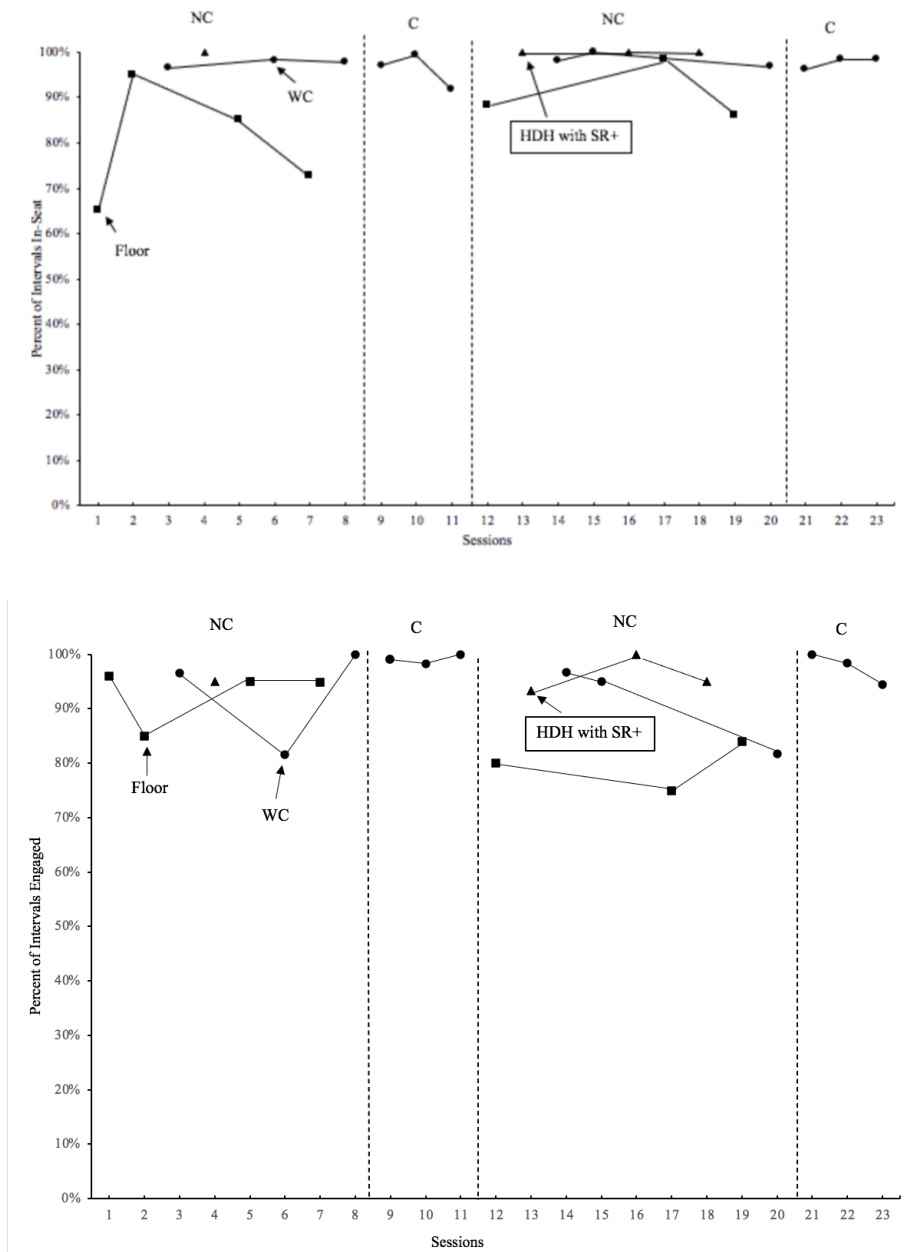 NC
C
NC
C
100%
90%
80%
70%
60%
50%
40%
30%
20%
10%
0%
Percent of Intervals In-Seat
WC
HDH with SR+
Floor
1 2 3 4 5 6 7 8 9 10 11 12 13 14 15 16 17 18 19 20 21 22 23
Sessions
NC
C
NC
C
100%
90%
80%
70%
60%
50%
40%
30%
20%
10%
0%
Percent of Intervals Engaged
HDH with SR+
Floor
WC
1 2 3 4 5 6 7 8 9 10 11 12 13 14 15 16 17 18 19 20 21 22 23
Sessions